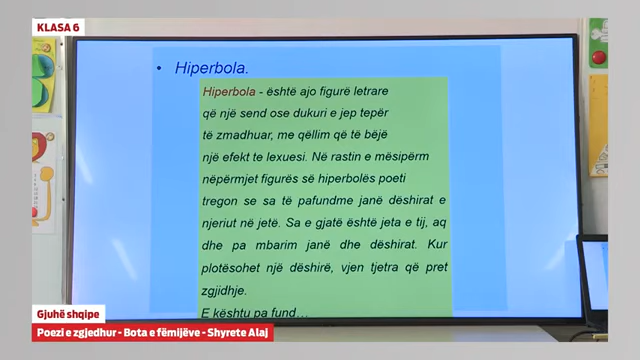 KLASA 6
• Hiperbola.
Hiperbola - është ajo figurë letrare
që një send ose dukuri e jep tepër
të zmadhuar, me qëllim që të bëjë
një efekt te lexuesi. Në rastin e mësipërm
nëpërmjet figurës së hiperbolës poeti
tregon se sa të pafundme janë dëshirat e
njeriut në jetë. Sa e gjatë është jeta e tij, aq
dhe pa mbarim janë dhe dëshirat. Kur
plotësohet një dëshirë, vjen tjetra që pret
zgjidhje.
E kështu pa fund...
Gjuhë shqipe
Poezi e zgjedhur - Bota e fëmijëve - Shyrete Alaj